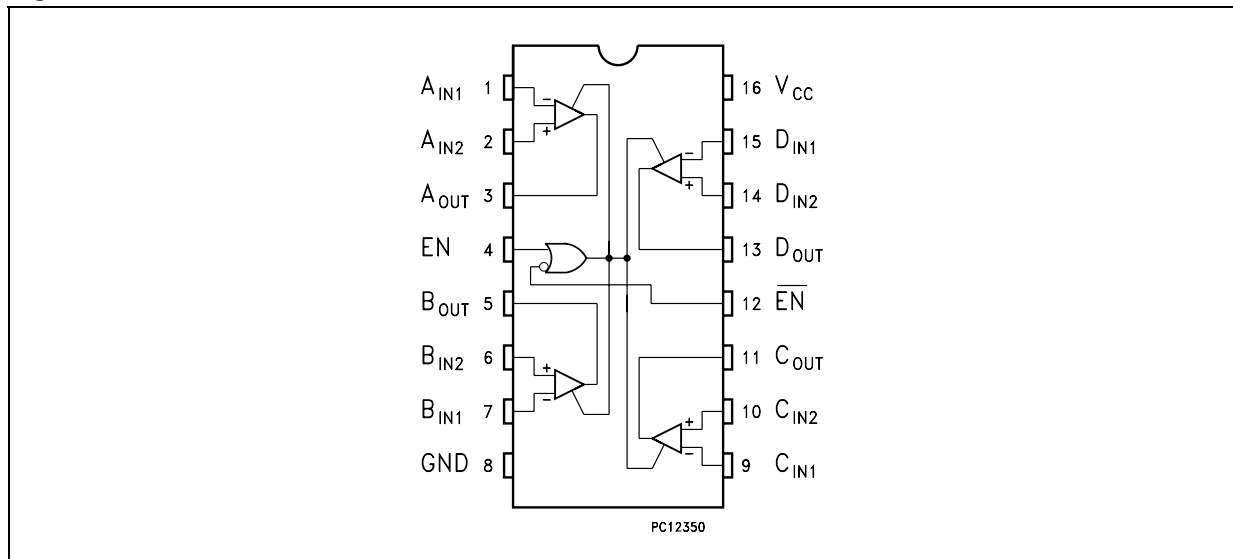 A_IN1 1
A_IN2 2
A_OUT 3
EN 4
B_OUT 5
B_IN2 6
B_IN1 7
GND 8
16 V_CC
15 D_IN1
14 D_IN2
13 D_OUT
12 E̅N̅
11 C_OUT
10 C_IN2
9 C_IN1
- +
- +
+ -
+ -
PC12350